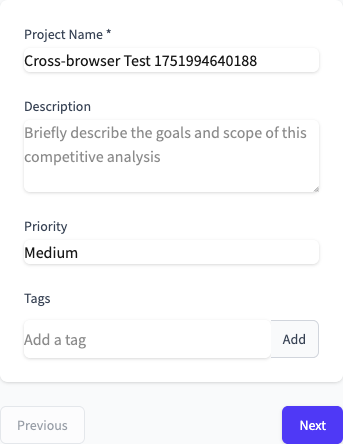 Project Name *
Cross-browser Test 1751994640188
Description
Briefly describe the goals and scope of this
competitive analysis
Priority
Medium
Tags
Add a tag
Add
Previous
Next